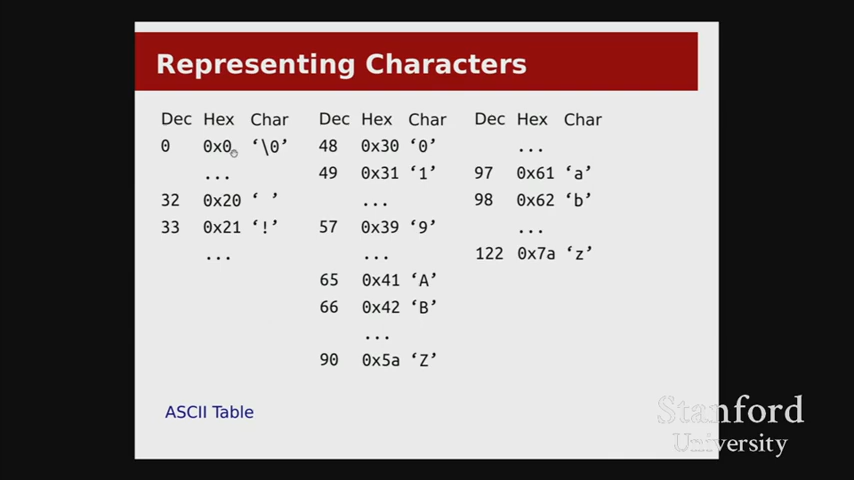 Representing Characters
Dec Hex Char
0 0x0 ‘\0’
...
32 0x20 ‘ ’
33 0x21 ‘!’
...
Dec Hex Char
48 0x30 ‘0’
49 0x31 ‘1’
...
57 0x39 ‘9’
...
65 0x41 ‘A’
66 0x42 ‘B’
...
90 0x5a ‘Z’
Dec Hex Char
...
97 0x61 ‘a’
98 0x62 ‘b’
...
122 0x7a ‘z’
ASCII Table
Stanford
University